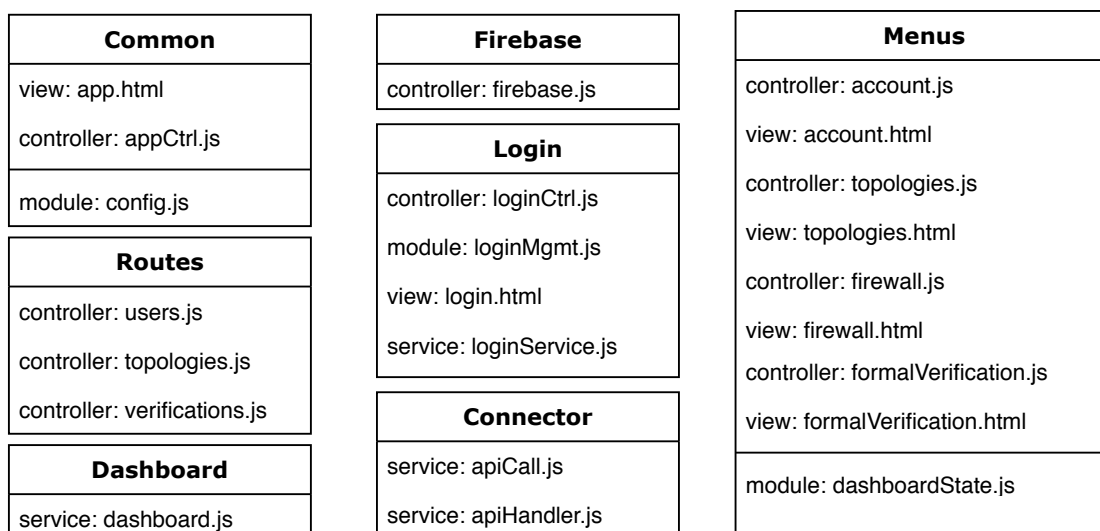 Common
view: app.html
controller: appCtrl.js
module: config.js
Routes
controller: users.js
controller: topologies.js
controller: verifications.js
Dashboard
service: dashboard.js
Firebase
controller: firebase.js
Login
controller: loginCtrl.js
module: loginMgmt.js
view: login.html
service: loginService.js
Connector
service: apiCall.js
service: apiHandler.js
Menus
controller: account.js
view: account.html
controller: topologies.js
view: topologies.html
controller: firewall.js
view: firewall.html
controller: formalVerification.js
view: formalVerification.html
module: dashboardState.js